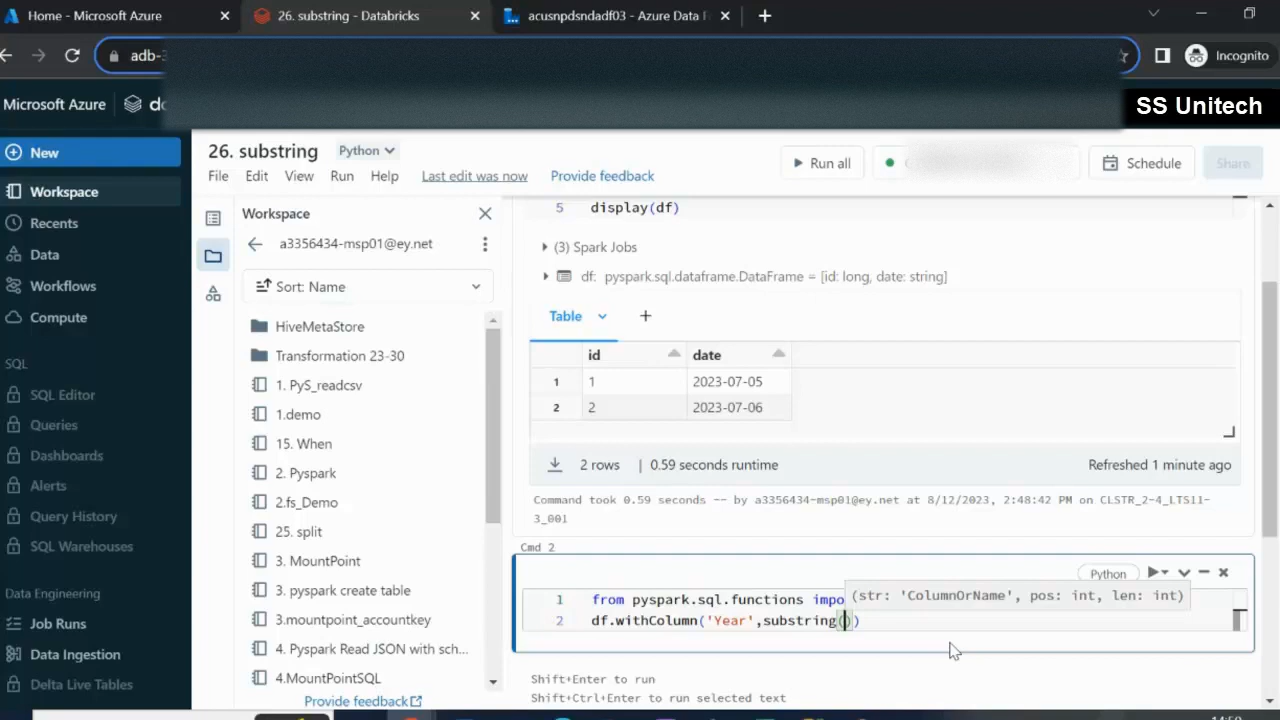 Home - Microsoft Azure
26. substring - Databricks
acusnpdsndadf03 - Azure Data F
adb-3
Incognito
Microsoft Azure
SS Unitech
New
Workspace
Recents
Data
Workflows
Compute
SQL
SQL Editor
Queries
Dashboards
Alerts
Query History
SQL Warehouses
Data Engineering
Job Runs
Data Ingestion
Delta Live Tables
26. substring
Python
Run all
Schedule
Share
File Edit View Run Help Last edit was now Provide feedback
Workspace
a3356434-msp01@ey.net
Sort: Name
HiveMetaStore
Transformation 23-30
1. PyS_readcsv
1.demo
15. When
2. Pyspark
2.fs_Demo
25. split
3. MountPoint
3. pyspark create table
3.mountpoint_accountkey
4. Pyspark Read JSON with sch...
4.MountPointSQL
Provide feedback
5 display(df)
(3) Spark Jobs
df: pyspark.sql.dataframe.DataFrame = [id: long, date: string]
Table +
id date
1 1 2023-07-05
2 2 2023-07-06
2 rows | 0.59 seconds runtime
Refreshed 1 minute ago
Command took 0.59 seconds -- by a3356434-msp01@ey.net at 8/12/2023, 2:48:42 PM on CLSTR_2-4_LTS11-
3_001
Cmd 2
Python
(str: 'ColumnOrName', pos: int, len: int)
1 from pyspark.sql.functions impo
2 df.withColumn('Year',substring())
Shift+Enter to run
Shift+Ctrl+Enter to run selected text